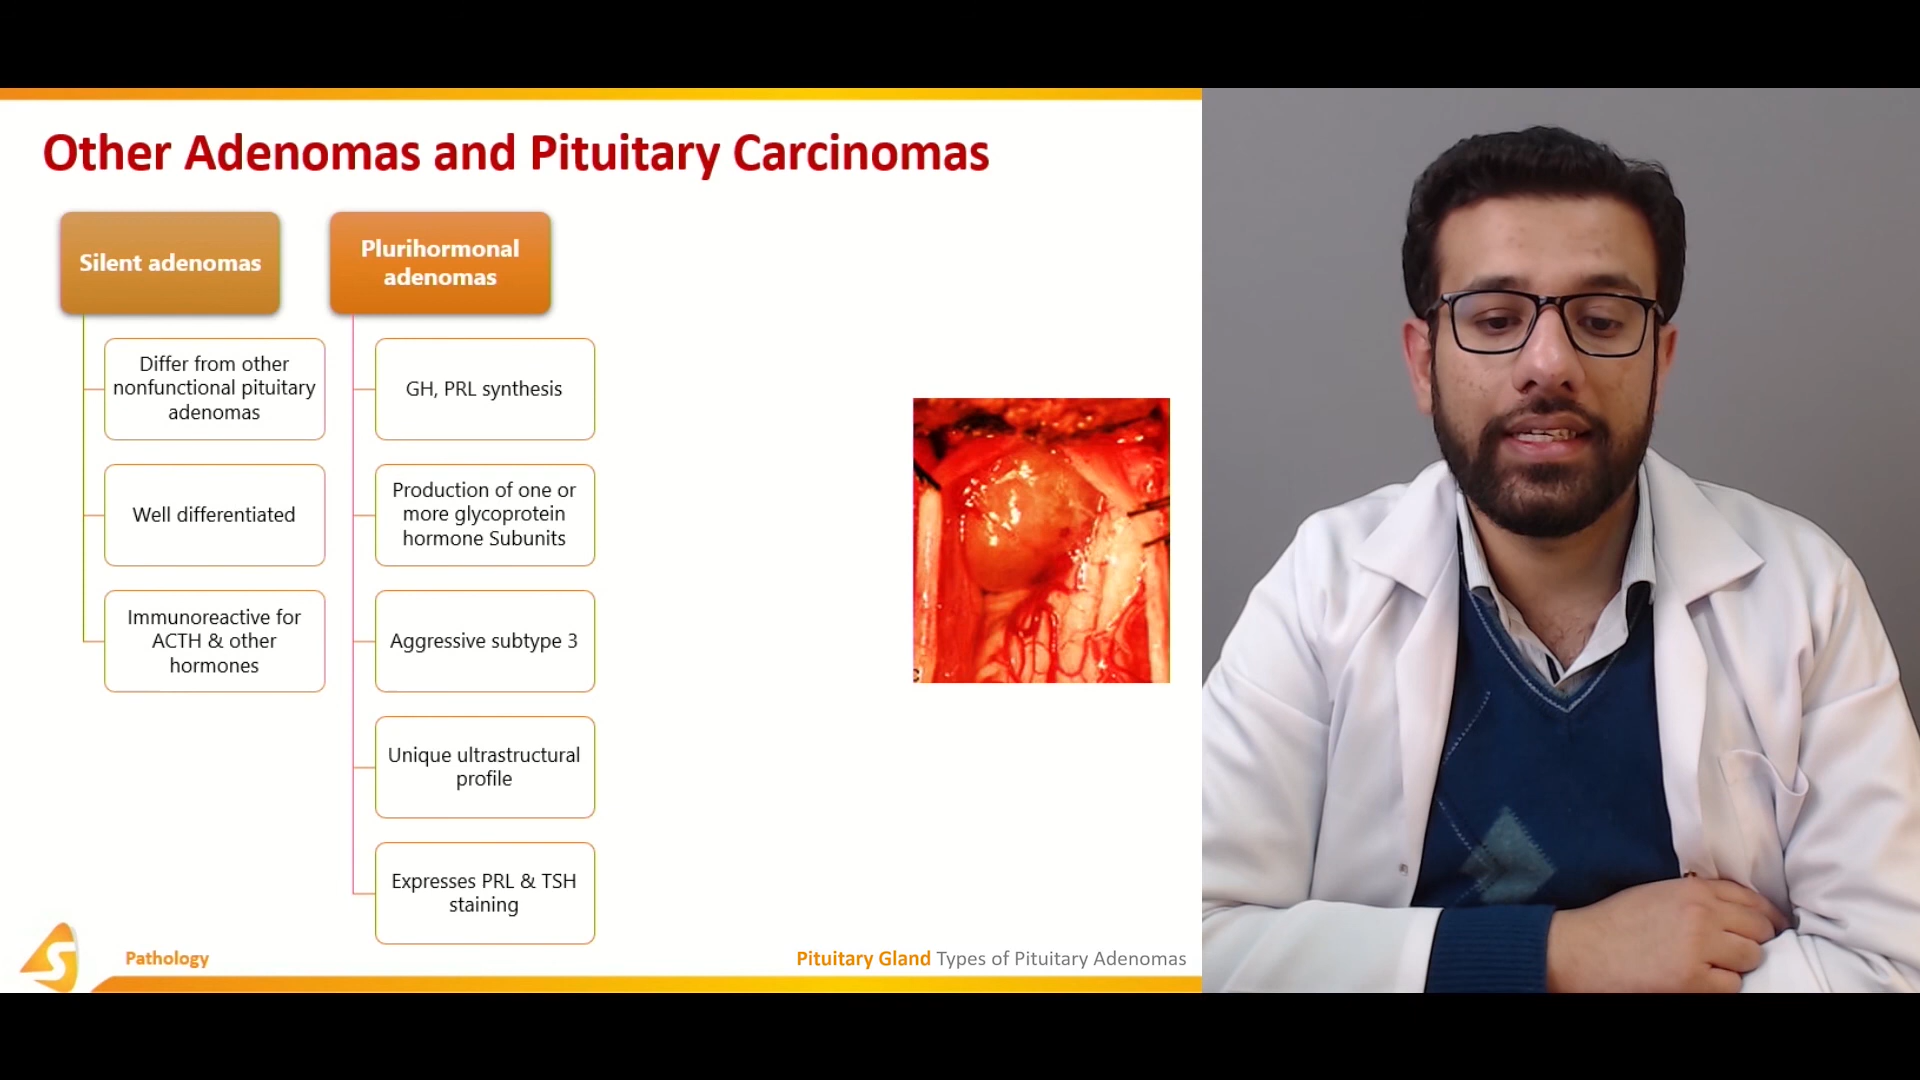 Other Adenomas and Pituitary Carcinomas
Silent adenomas
Differ from other
nonfunctional pituitary
adenomas
Well differentiated
Immunoreactive for
ACTH & other
hormones
Plurihormonal
adenomas
GH, PRL synthesis
Production of one or
more glycoprotein
hormone Subunits
Aggressive subtype 3
Unique ultrastructural
profile
Expresses PRL & TSH
staining
C
S
Pathology
Pituitary Gland Types of Pituitary Adenomas